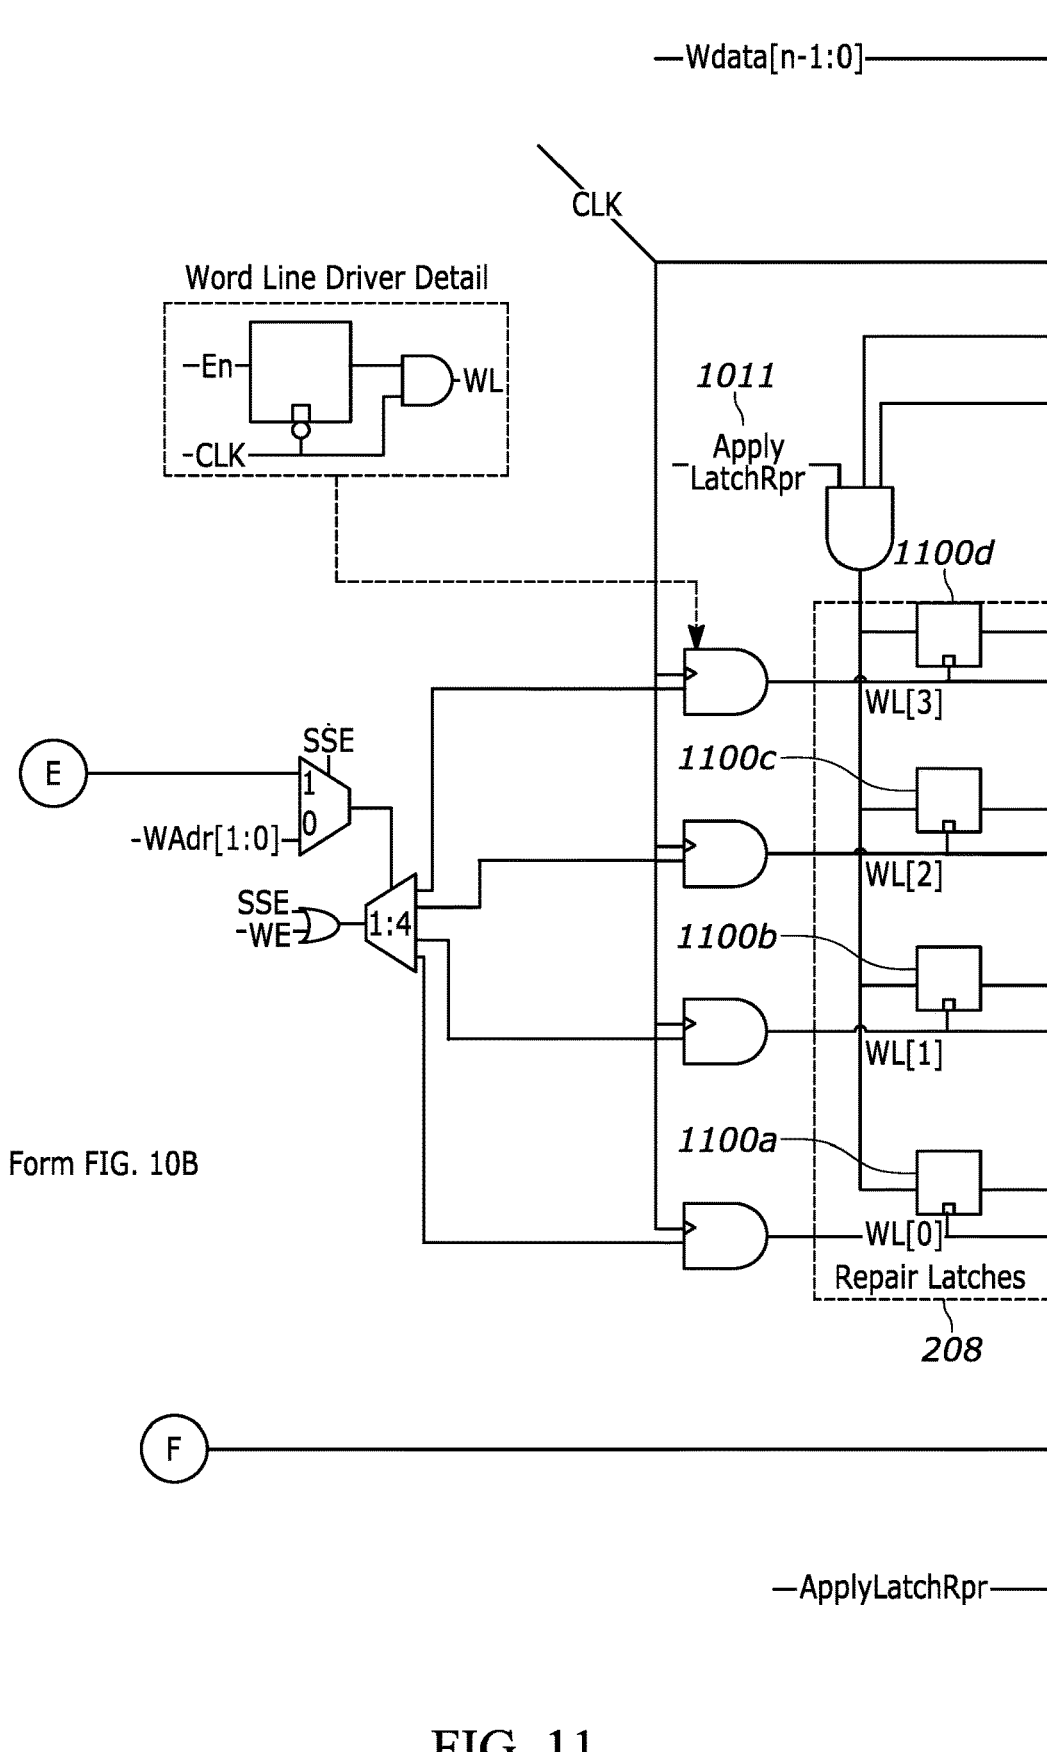 Wdata[n-1:0]
CLK
Word Line Driver Detail
En
WL
CLK
1011
Apply
LatchRpr
1100d
WL[3]
SSE
1100c
E
1
0
WAdr[1:0]
WL[2]
SSE
WE
1:4
1100b
WL[1]
1100a
Form FIG. 10B
WL[0]
Repair Latches
208
F
ApplyLatchRpr
FIG. 11